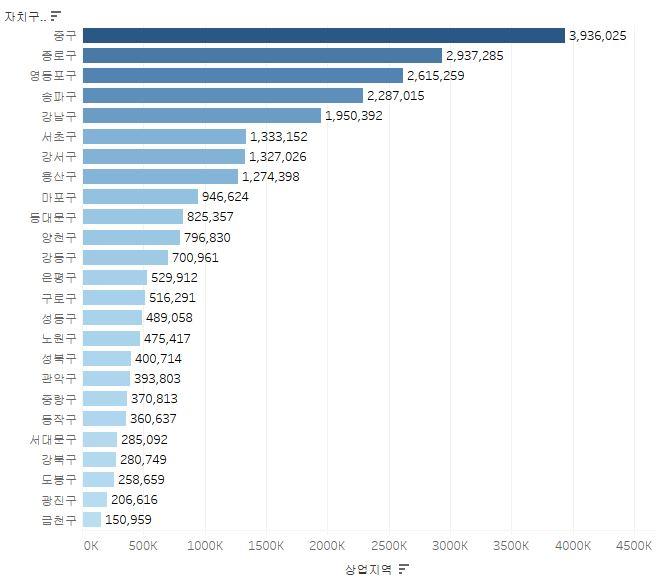 자치구..
중구 3,936,025
종로구 2,937,285
영등포구 2,615,259
송파구 2,287,015
강남구 1,950,392
서초구 1,333,152
강서구 1,327,026
용산구 1,274,398
마포구 946,624
동대문구 825,357
양천구 796,830
강동구 700,961
은평구 529,912
구로구 516,291
성동구 489,058
노원구 475,417
성북구 400,714
관악구 393,803
중랑구 370,813
동작구 360,637
서대문구 285,092
강북구 280,749
도봉구 258,659
광진구 206,616
금천구 150,959
0K 500K 1000K 1500K 2000K 2500K 3000K 3500K 4000K 4500K
상업지역